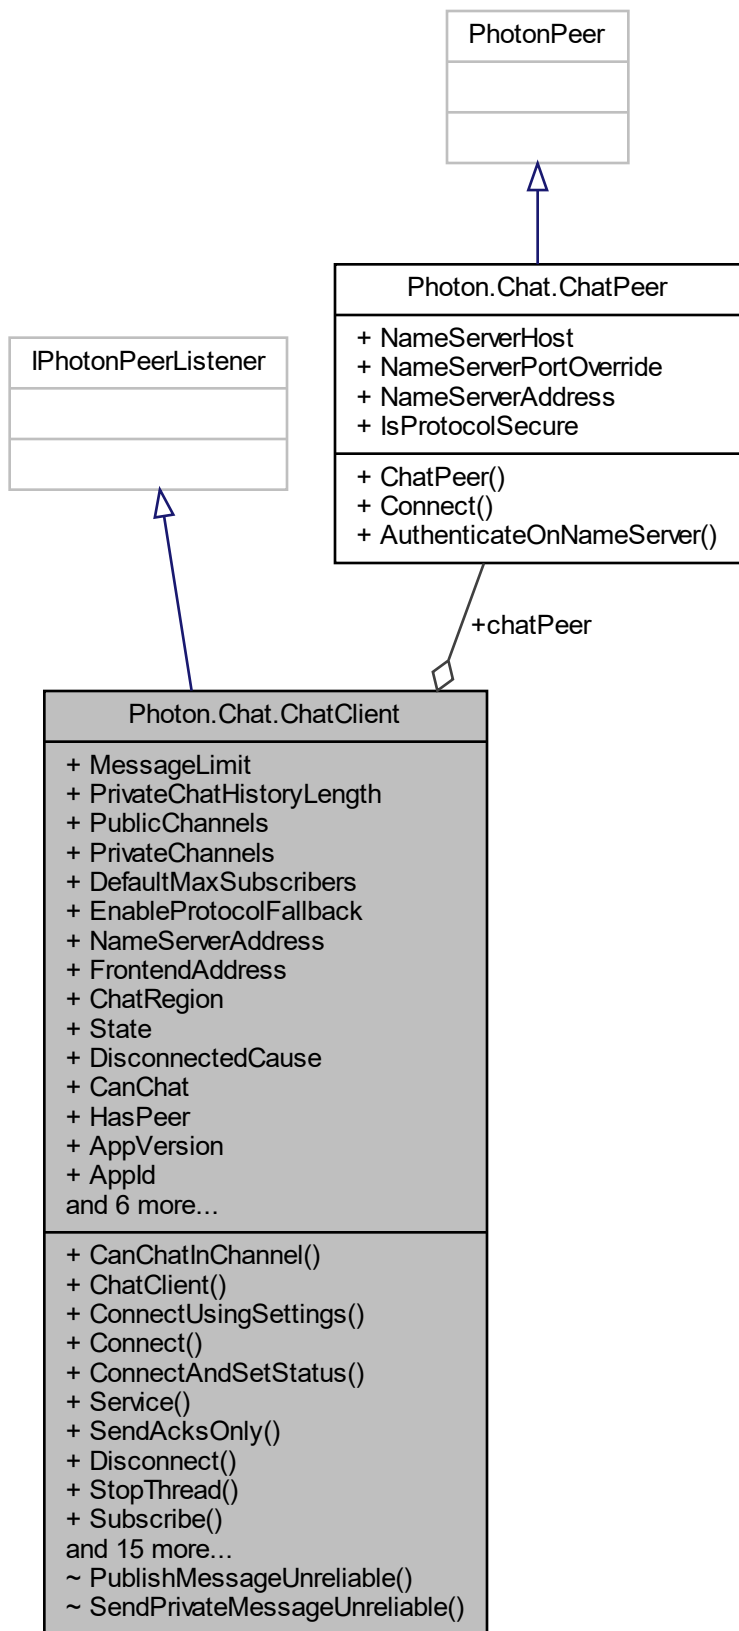 PhotonPeer
Photon.Chat.ChatPeer
+ NameServerHost
+ NameServerPortOverride
+ NameServerAddress
+ IsProtocolSecure
+ ChatPeer()
+ Connect()
+ AuthenticateOnNameServer()
IPhotonPeerListener
+chatPeer
Photon.Chat.ChatClient
+ MessageLimit
+ PrivateChatHistoryLength
+ PublicChannels
+ PrivateChannels
+ DefaultMaxSubscribers
+ EnableProtocolFallback
+ NameServerAddress
+ FrontendAddress
+ ChatRegion
+ State
+ DisconnectedCause
+ CanChat
+ HasPeer
+ AppVersion
+ AppId
and 6 more...
+ CanChatInChannel()
+ ChatClient()
+ ConnectUsingSettings()
+ Connect()
+ ConnectAndSetStatus()
+ Service()
+ SendAcksOnly()
+ Disconnect()
+ StopThread()
+ Subscribe()
and 15 more...
~ PublishMessageUnreliable()
~ SendPrivateMessageUnreliable()